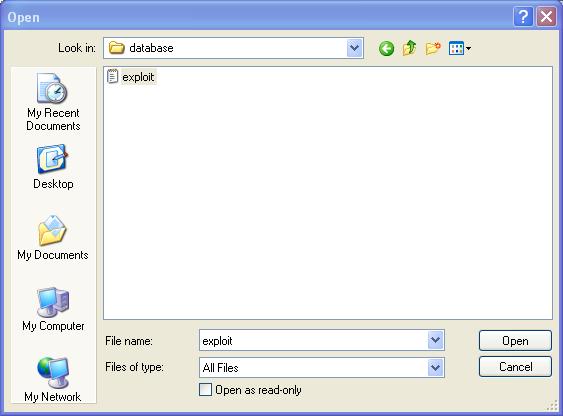 Open
Look in:
database
My Recent
Documents
Desktop
My Documents
My Computer
My Network
exploit
File name:
exploit
Open
Files of type:
All Files
Cancel
Open as read-only